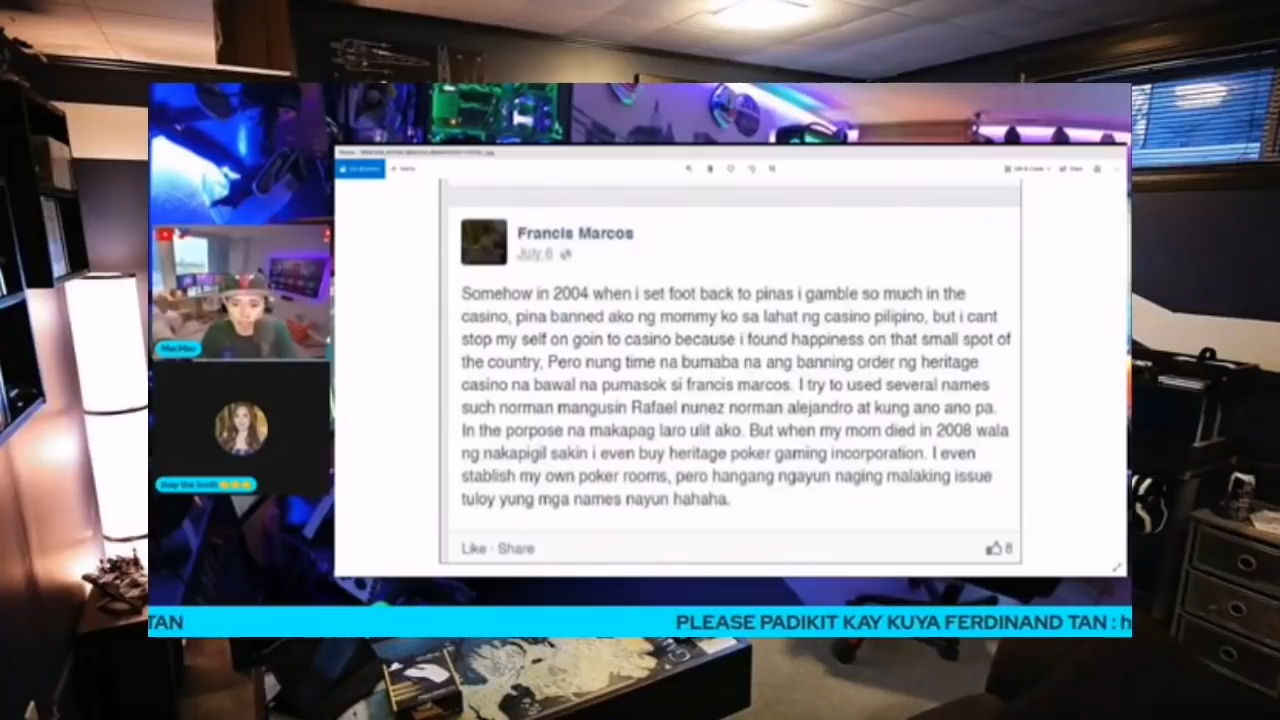 Francis Marcos
July 6
Somehow in 2004 when i set foot back to pinas i gamble so much in the
casino, pina banned ako ng mommy ko sa lahat ng casino pilipino, but i cant
stop my self on goin to casino because i found happiness on that small spot of
the country, Pero nung time na bumaba na ang banning order ng heritage
casino na bawal na pumasok si francis marcos. I try to used several names
such norman mangusin Rafael nunez norman alejandro at kung ano ano pa.
In the porpose na makapag laro ulit ako. But when my mom died in 2008 wala
ng nakapigil sakin i even buy heritage poker gaming incorporation. I even
stablish my own poker rooms, pero hangang ngayun naging malaking issue
tuloy yung mga names nayun hahaha.
Like · Share
8
MacMac
TAN
PLEASE PADIKIT KAY KUYA FERDINAND TAN : h